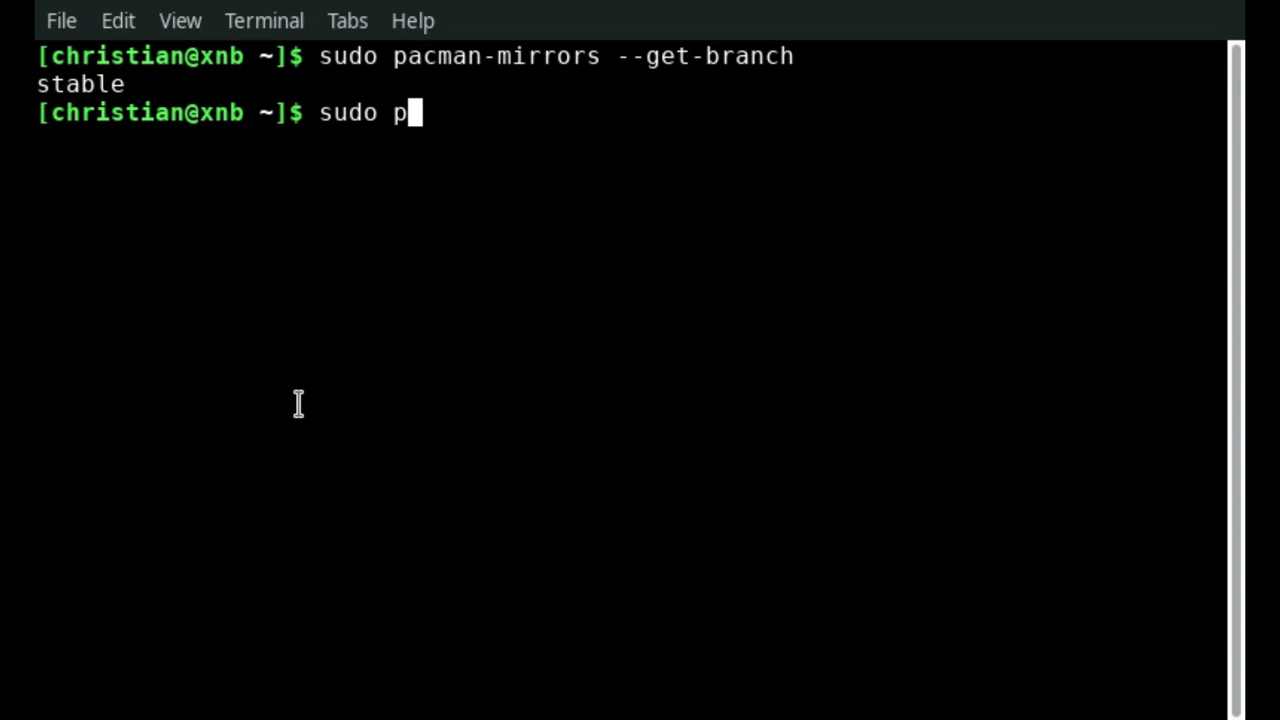 File Edit View Terminal Tabs Help
[christian@xnb ~]$ sudo pacman-mirrors --get-branch
stable
[christian@xnb ~]$ sudo p